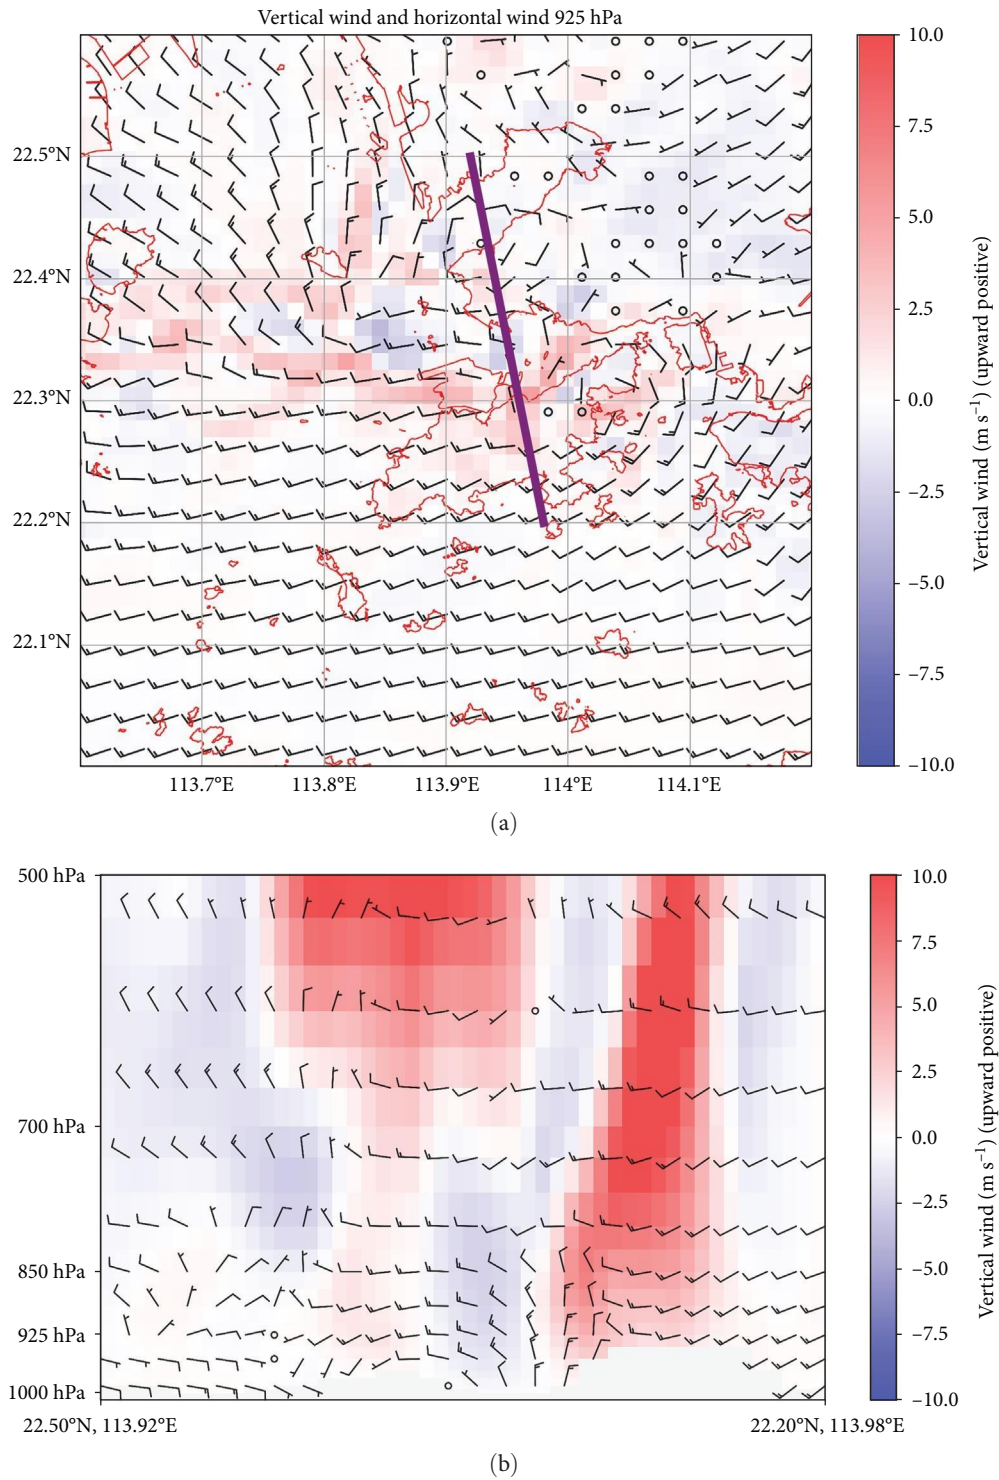 Vertical wind and horizontal wind 925 hPa
22.5°N
22.4°N
22.3°N
22.2°N
22.1°N
113.7°E 113.8°E 113.9°E 114°E 114.1°E
10.0
7.5
5.0
2.5
0.0
−2.5
−5.0
−7.5
−10.0
Vertical wind (m s⁻¹) (upward positive)
(a)
500 hPa
700 hPa
850 hPa
925 hPa
1000 hPa
22.50°N, 113.92°E 22.20°N, 113.98°E
10.0
7.5
5.0
2.5
0.0
−2.5
−5.0
−7.5
−10.0
Vertical wind (m s⁻¹) (upward positive)
(b)